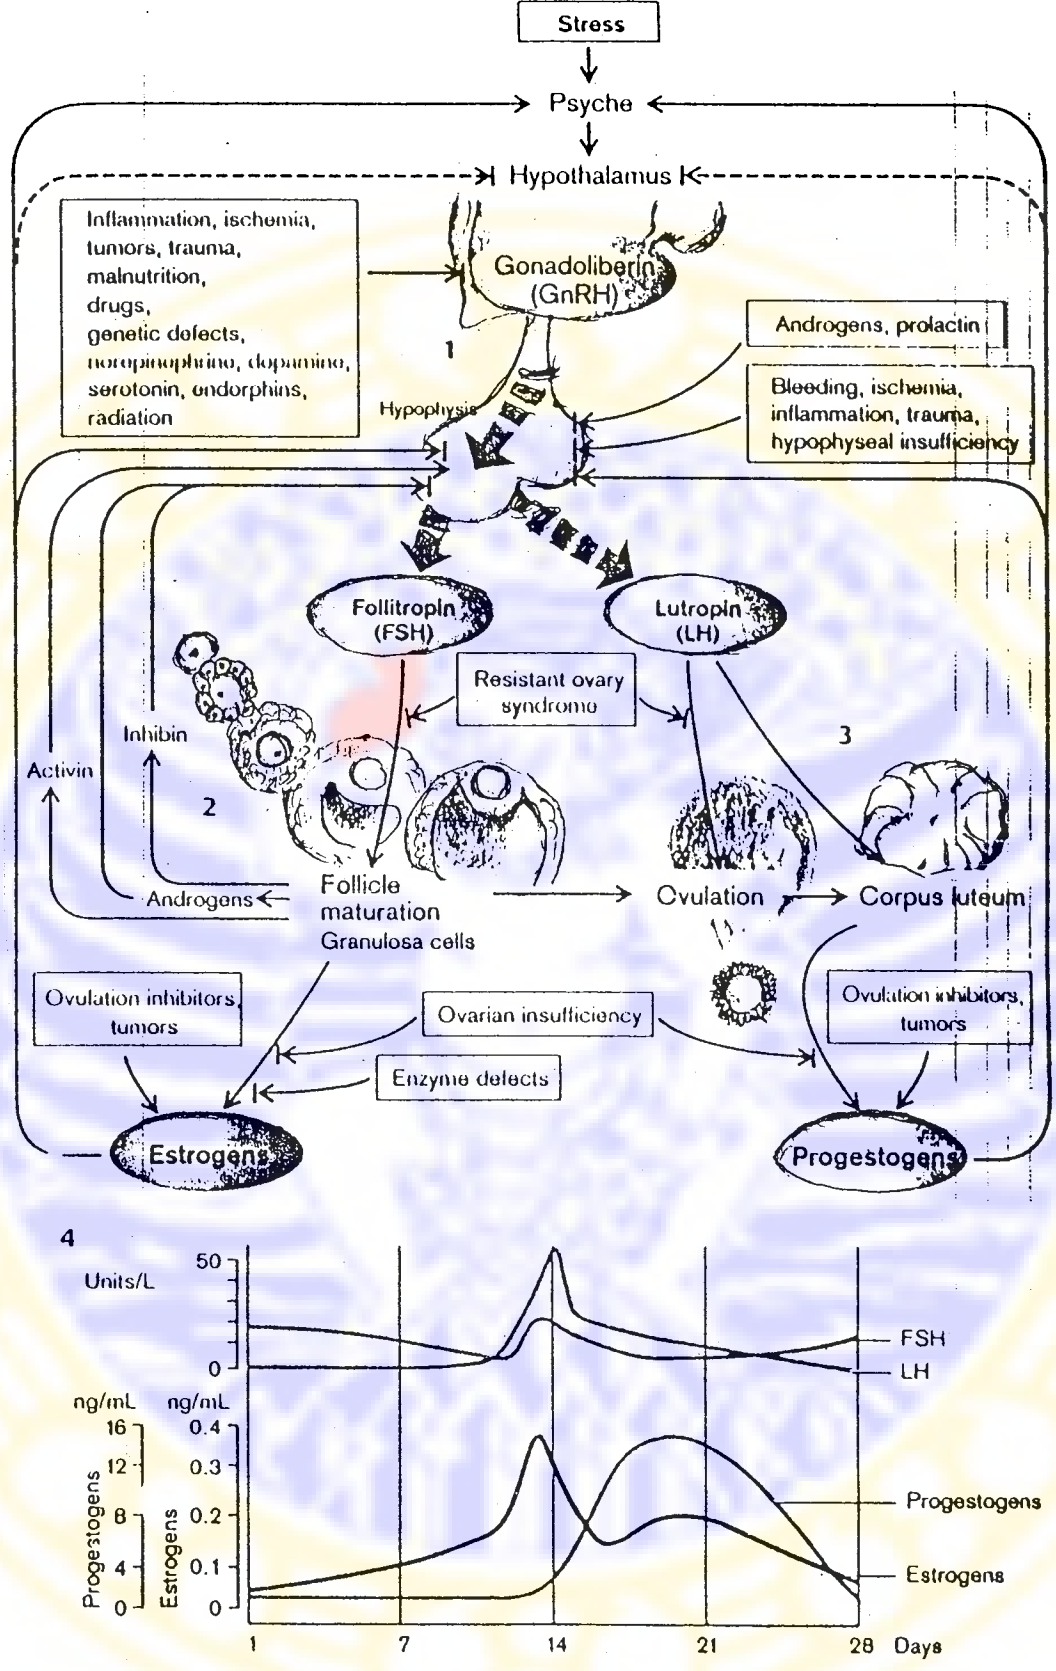 Stress
Psyche
Hypothalamus
Inflammation, ischemia,
tumors, trauma,
malnutrition,
drugs,
genetic defects,
norepinephrine, dopamine,
serotonin, endorphins,
radiation
Gonadoliberin
(GnRH)
1
Androgens, prolactin
Bleeding, ischemia,
inflammation, trauma,
hypophyseal insufficiency
Hypophysis
Follitropin
(FSH)
Lutropin
(LH)
Resistant ovary
syndrome
Inhibin
3
Activin
2
Androgens
Follicle
maturation
Granulosa cells
Ovulation
Corpus luteum
Ovulation inhibitors,
tumors
Ovarian insufficiency
Ovulation inhibitors,
tumors
Enzyme defects
Estrogens
Progestogens
4
Units/L
50
0
FSH
LH
ng/mL
ng/mL
16
12
8
4
0
Progestogens
0.4
0.3
0.2
0.1
0
Estrogens
Progestogens
Estrogens
1 7 14 21 28 Days